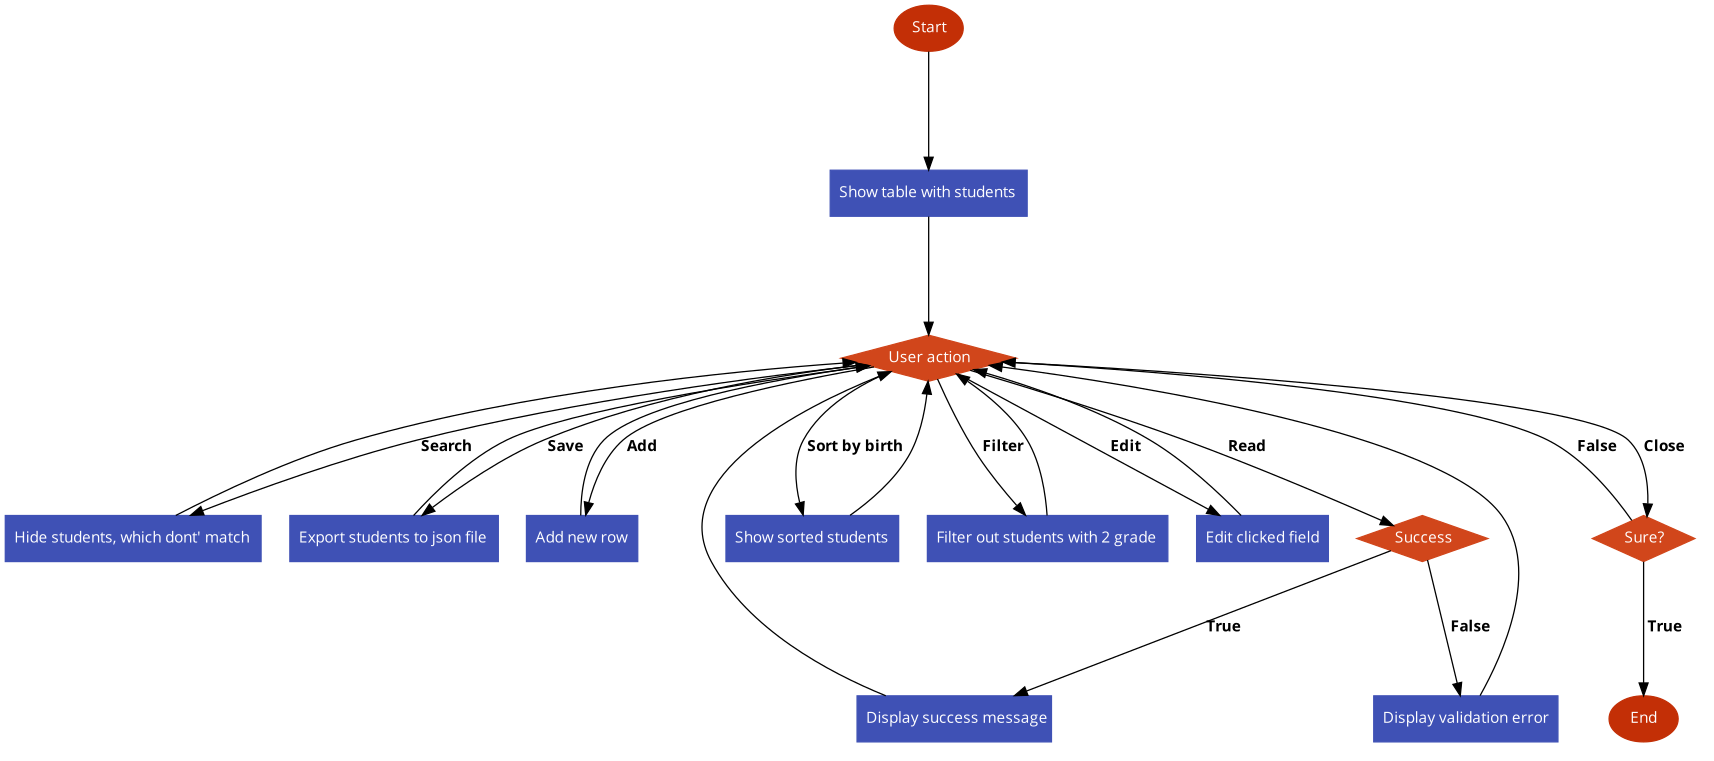 Start
Show table with students
User action
Search
Save
Add
Sort by birth
Filter
Edit
Read
False
Close
Hide students, which dont' match
Export students to json file
Add new row
Show sorted students
Filter out students with 2 grade
Edit clicked field
Success
Sure?
True
False
True
Display success message
Display validation error
End